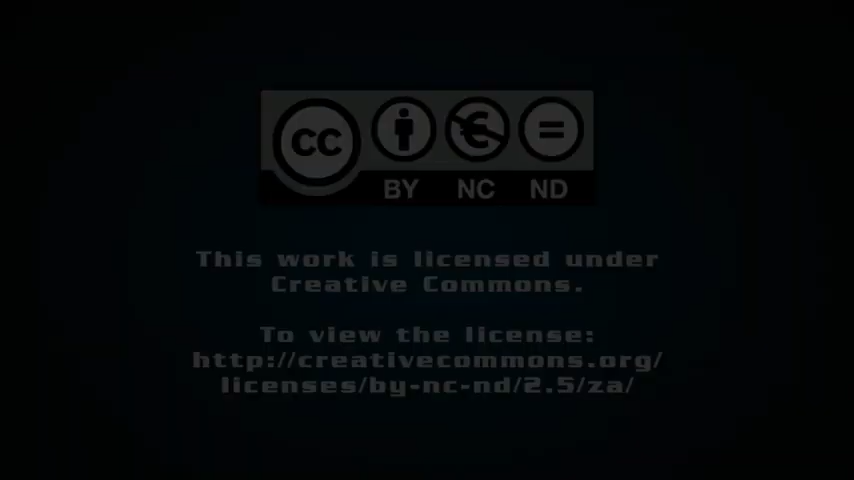 CC
BY NC ND
This work is licensed under
Creative Commons.
To view the license:
http://creativecommons.org/
licenses/by-nc-nd/2.5/za/